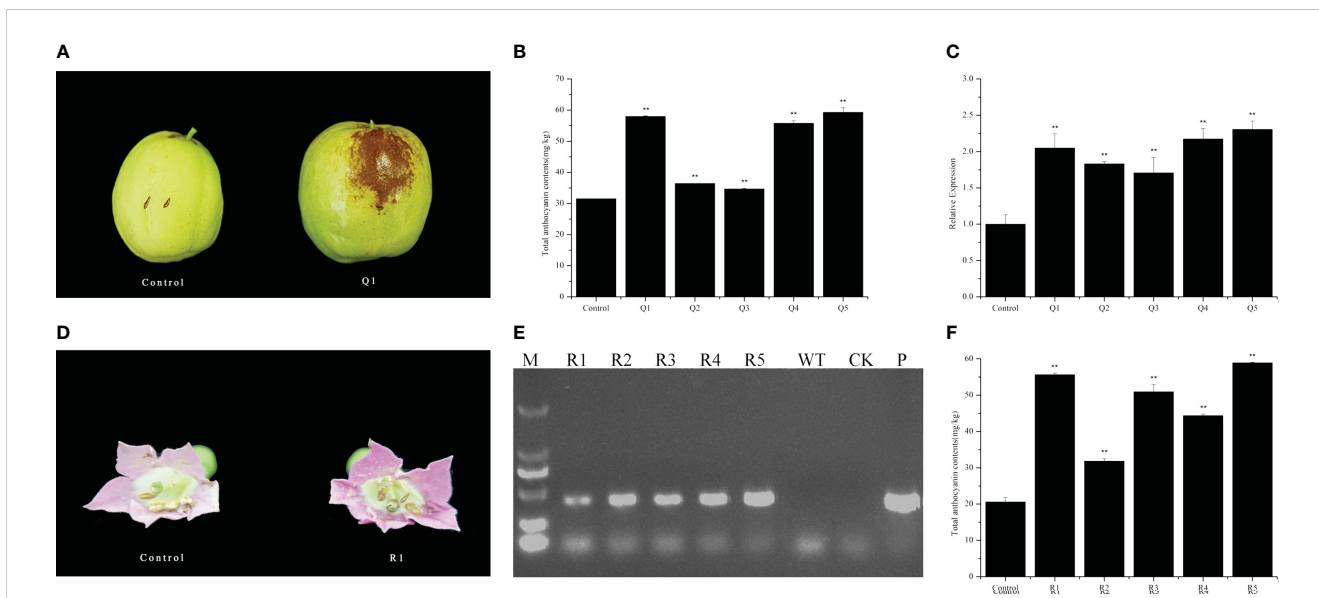 A
Control
Q1
B
Total anthocyanin contents(mg/kg)
70
60
50
40
30
20
10
0
**
**
**
**
**
Control Q1 Q2 Q3 Q4 Q5
C
Relative Expression
3.0
2.5
2.0
1.5
1.0
0.5
0.0
**
**
**
**
**
Control Q1 Q2 Q3 Q4 Q5
D
Control
R1
E
M R1 R2 R3 R4 R5 WT CK P
F
Total anthocyanin contents(mg/kg)
60
50
40
30
20
10
0
**
**
**
**
**
Control R1 R2 R3 R4 R5